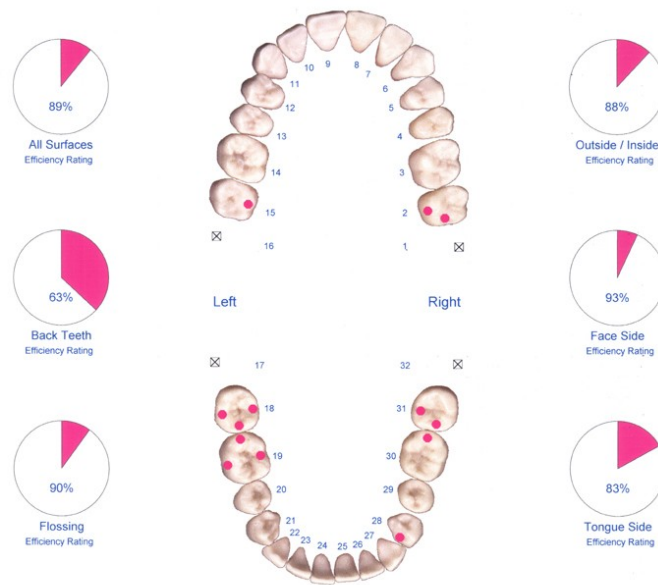 89%
All Surfaces
Efficiency Rating
63%
Back Teeth
Efficiency Rating
90%
Flossing
Efficiency Rating
9
8
10
7
11
6
12
5
13
4
14
3
15
2
16
1
Left
Right
17
32
18
31
19
30
20
29
21
28
22
27
23
26
24
25
88%
Outside / Inside
Efficiency Rating
93%
Face Side
Efficiency Rating
83%
Tongue Side
Efficiency Rating